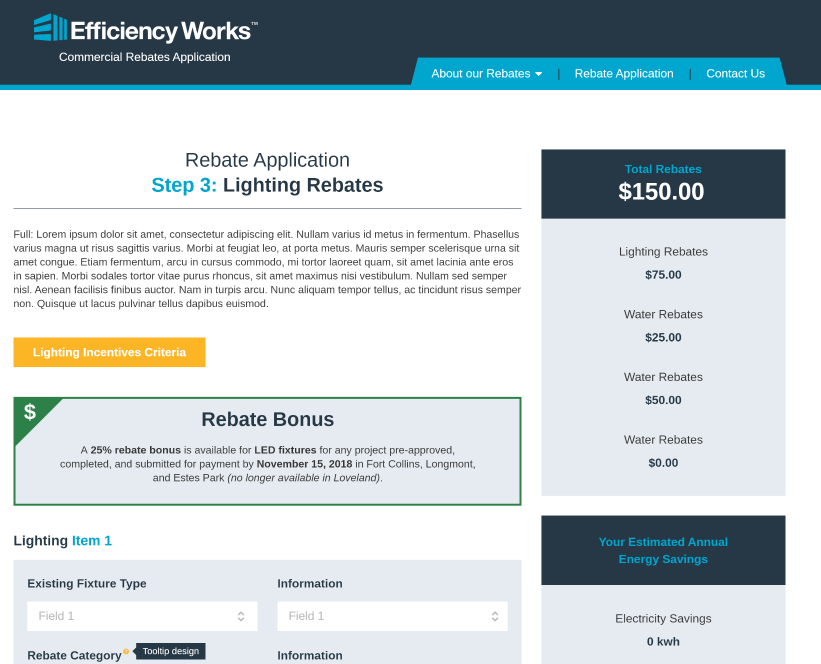 Efficiency Works™
Commercial Rebates Application
About our Rebates | Rebate Application | Contact Us
Rebate Application
Step 3: Lighting Rebates
Full: Lorem ipsum dolor sit amet, consectetur adipiscing elit. Nullam varius id metus in fermentum. Phasellus
varius magna ut risus sagittis varius. Morbi at feugiat leo, at porta metus. Mauris semper scelerisque urna sit
amet congue. Etiam fermentum, arcu in cursus commodo, mi tortor laoreet quam, sit amet lacinia ante eros
in sapien. Morbi sodales tortor vitae purus rhoncus, sit amet maximus nisi vestibulum. Nullam sed semper
nisl. Aenean facilisis finibus auctor. Nam in turpis arcu. Nunc aliquam tempor tellus, ac tincidunt risus semper
non. Quisque ut lacus pulvinar tellus dapibus euismod.
Lighting Incentives Criteria
$
Rebate Bonus
A 25% rebate bonus is available for LED fixtures for any project pre-approved,
completed, and submitted for payment by November 15, 2018 in Fort Collins, Longmont,
and Estes Park (no longer available in Loveland).
Lighting Item 1
Existing Fixture Type
Information
Field 1
Field 1
Rebate Category
Tooltip design
Information
Total Rebates
$150.00
Lighting Rebates
$75.00
Water Rebates
$25.00
Water Rebates
$50.00
Water Rebates
$0.00
Your Estimated Annual
Energy Savings
Electricity Savings
0 kwh